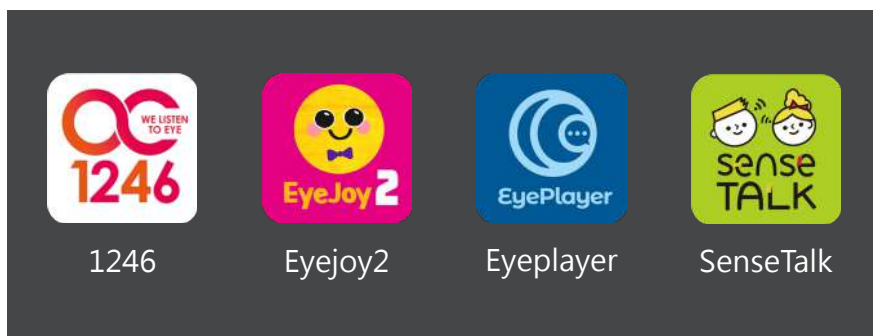 WE LISTEN
TO EYE
1246
EyeJoy 2
EyePlayer
sense
TALK
1246
Eyejoy2
Eyeplayer
SenseTalk